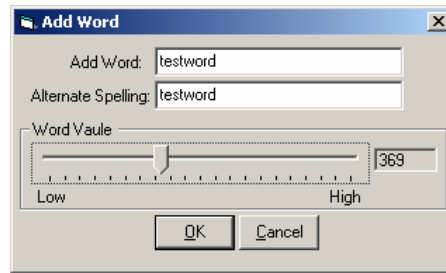 Add Word
Add Word: testword
Alternate Spelling: testword
Word Vaule
369
Low High
OK Cancel